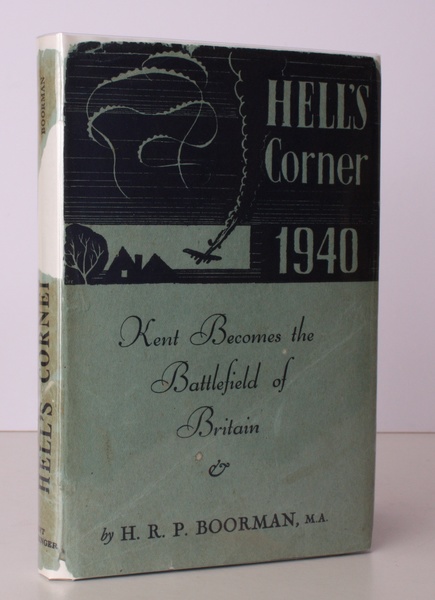 HELL'S
Corner
1940
Kent Becomes the
Battlefield of
Britain
&
by H. R. P. BOORMAN, M.A.
BOORMAN
HELL'S CORNER